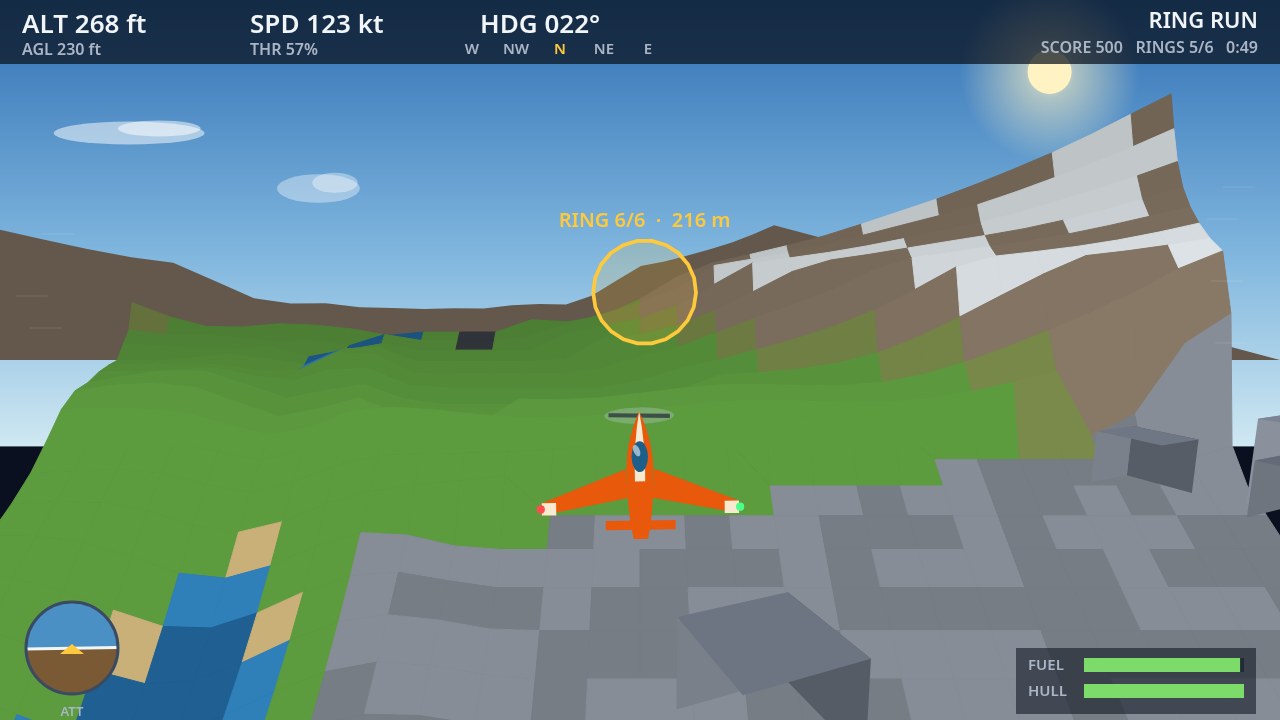 ALT 268 ft
AGL 230 ft
SPD 123 kt
THR 57%
HDG 022°
W NW N NE E
RING RUN
SCORE 500 RINGS 5/6 0:49
RING 6/6 · 216 m
ATT
FUEL
HULL